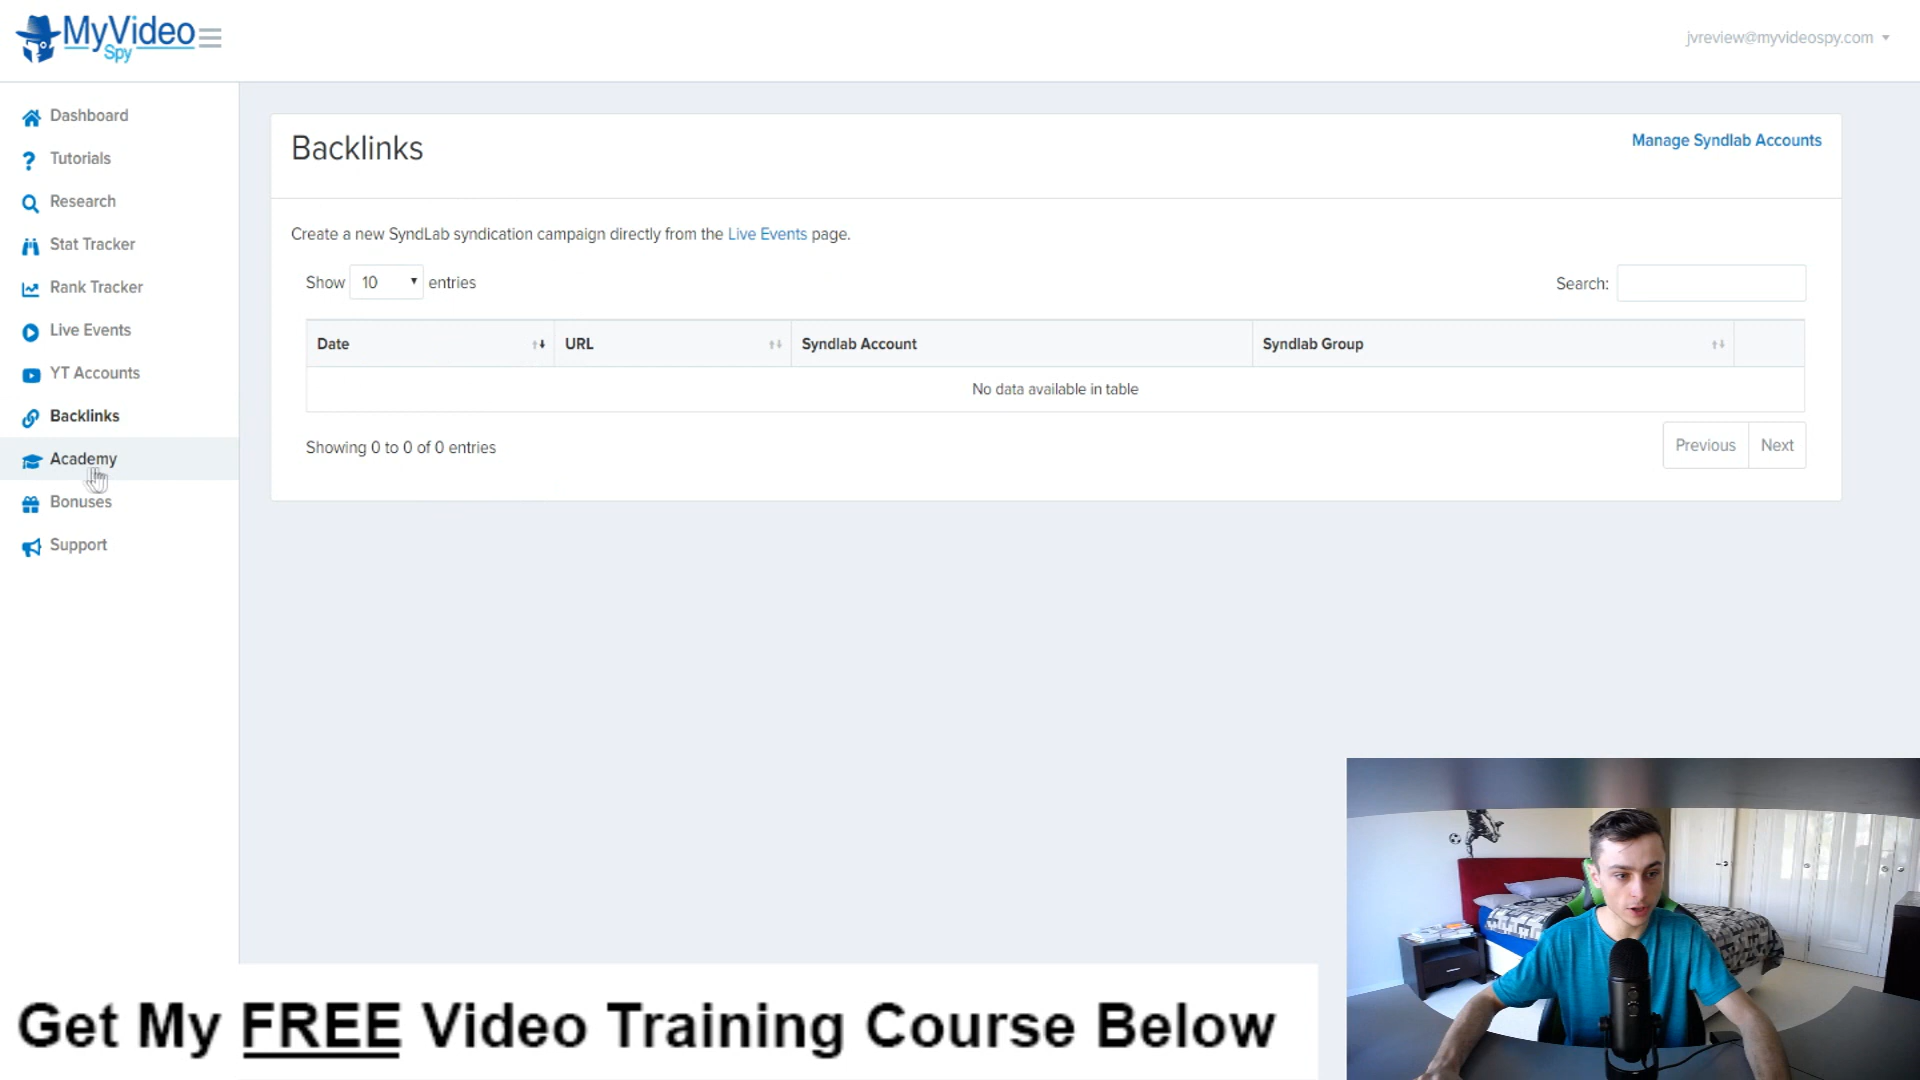 MyVideo
Spy
jvreview@myvideospy.com
Dashboard
Tutorials
Research
Stat Tracker
Rank Tracker
Live Events
YT Accounts
Backlinks
Academy
Bonuses
Support
Backlinks
Manage Syndlab Accounts
Create a new SyndLab syndication campaign directly from the Live Events page.
Show 10 entries
Search:
Date URL Syndlab Account Syndlab Group
No data available in table
Showing 0 to 0 of 0 entries
Previous Next
Get My FREE Video Training Course Below